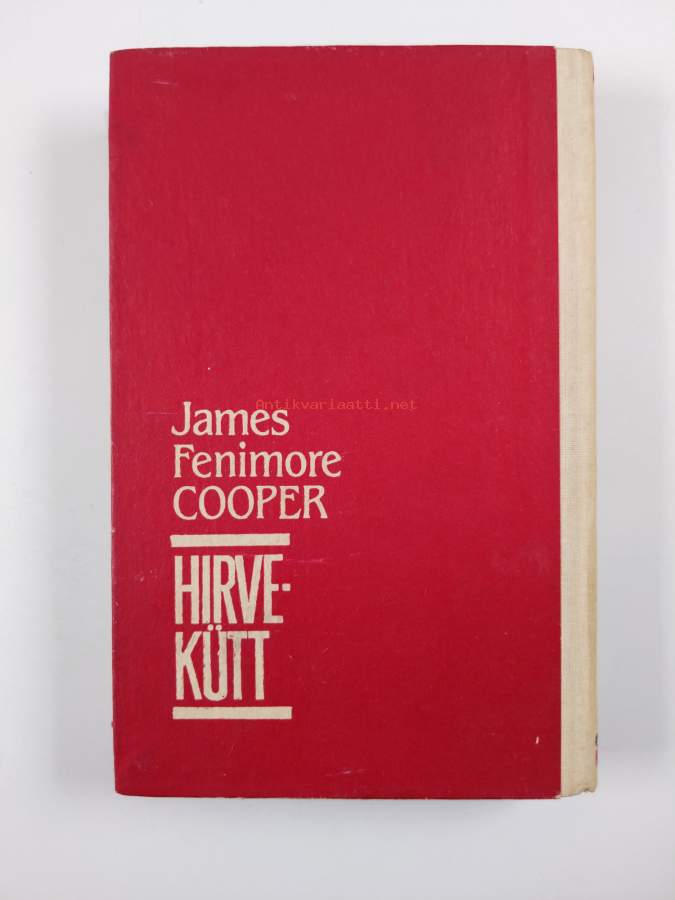 Antikvariaatti.net
James
Fenimore
COOPER
HIRVE-
KÜTT